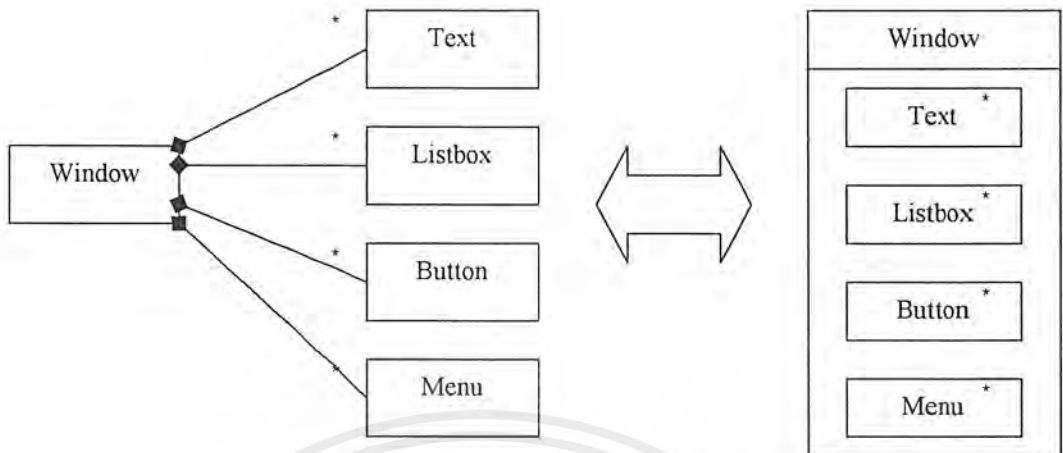 * Text
* Listbox
Window
* Button
* Menu
Window
Text *
Listbox *
Button *
Menu *